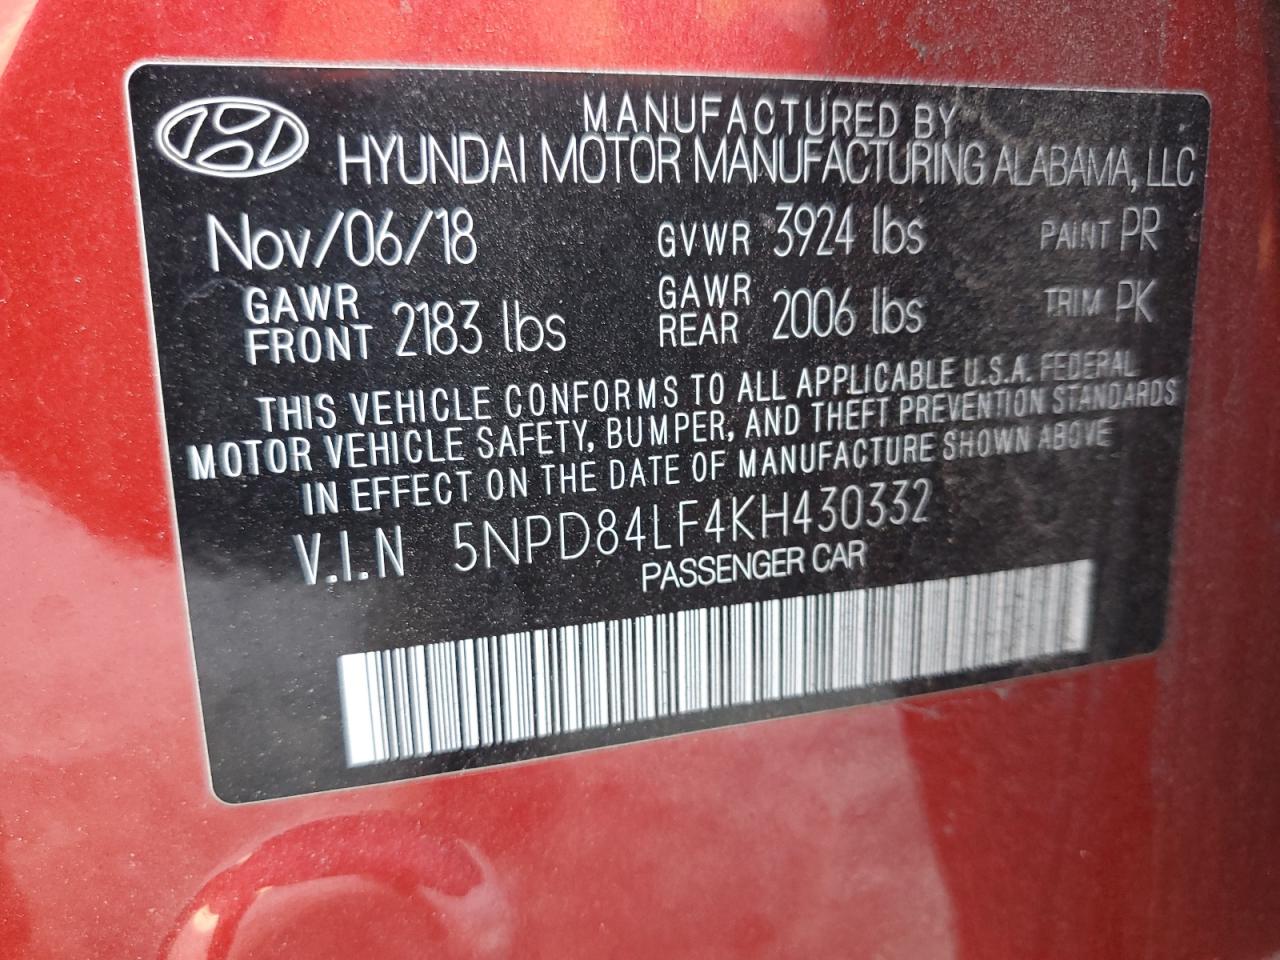 MANUFACTURED BY
HYUNDAI MOTOR MANUFACTURING ALABAMA, LLC
Nov/06/18 GVWR 3924 lbs PAINT PR
GAWR FRONT 2183 lbs GAWR REAR 2006 lbs TRIM PK
THIS VEHICLE CONFORMS TO ALL APPLICABLE U.S.A. FEDERAL
MOTOR VEHICLE SAFETY, BUMPER, AND THEFT PREVENTION STANDARDS
IN EFFECT ON THE DATE OF MANUFACTURE SHOWN ABOVE
V.I.N 5NPD84LF4KH430332
PASSENGER CAR